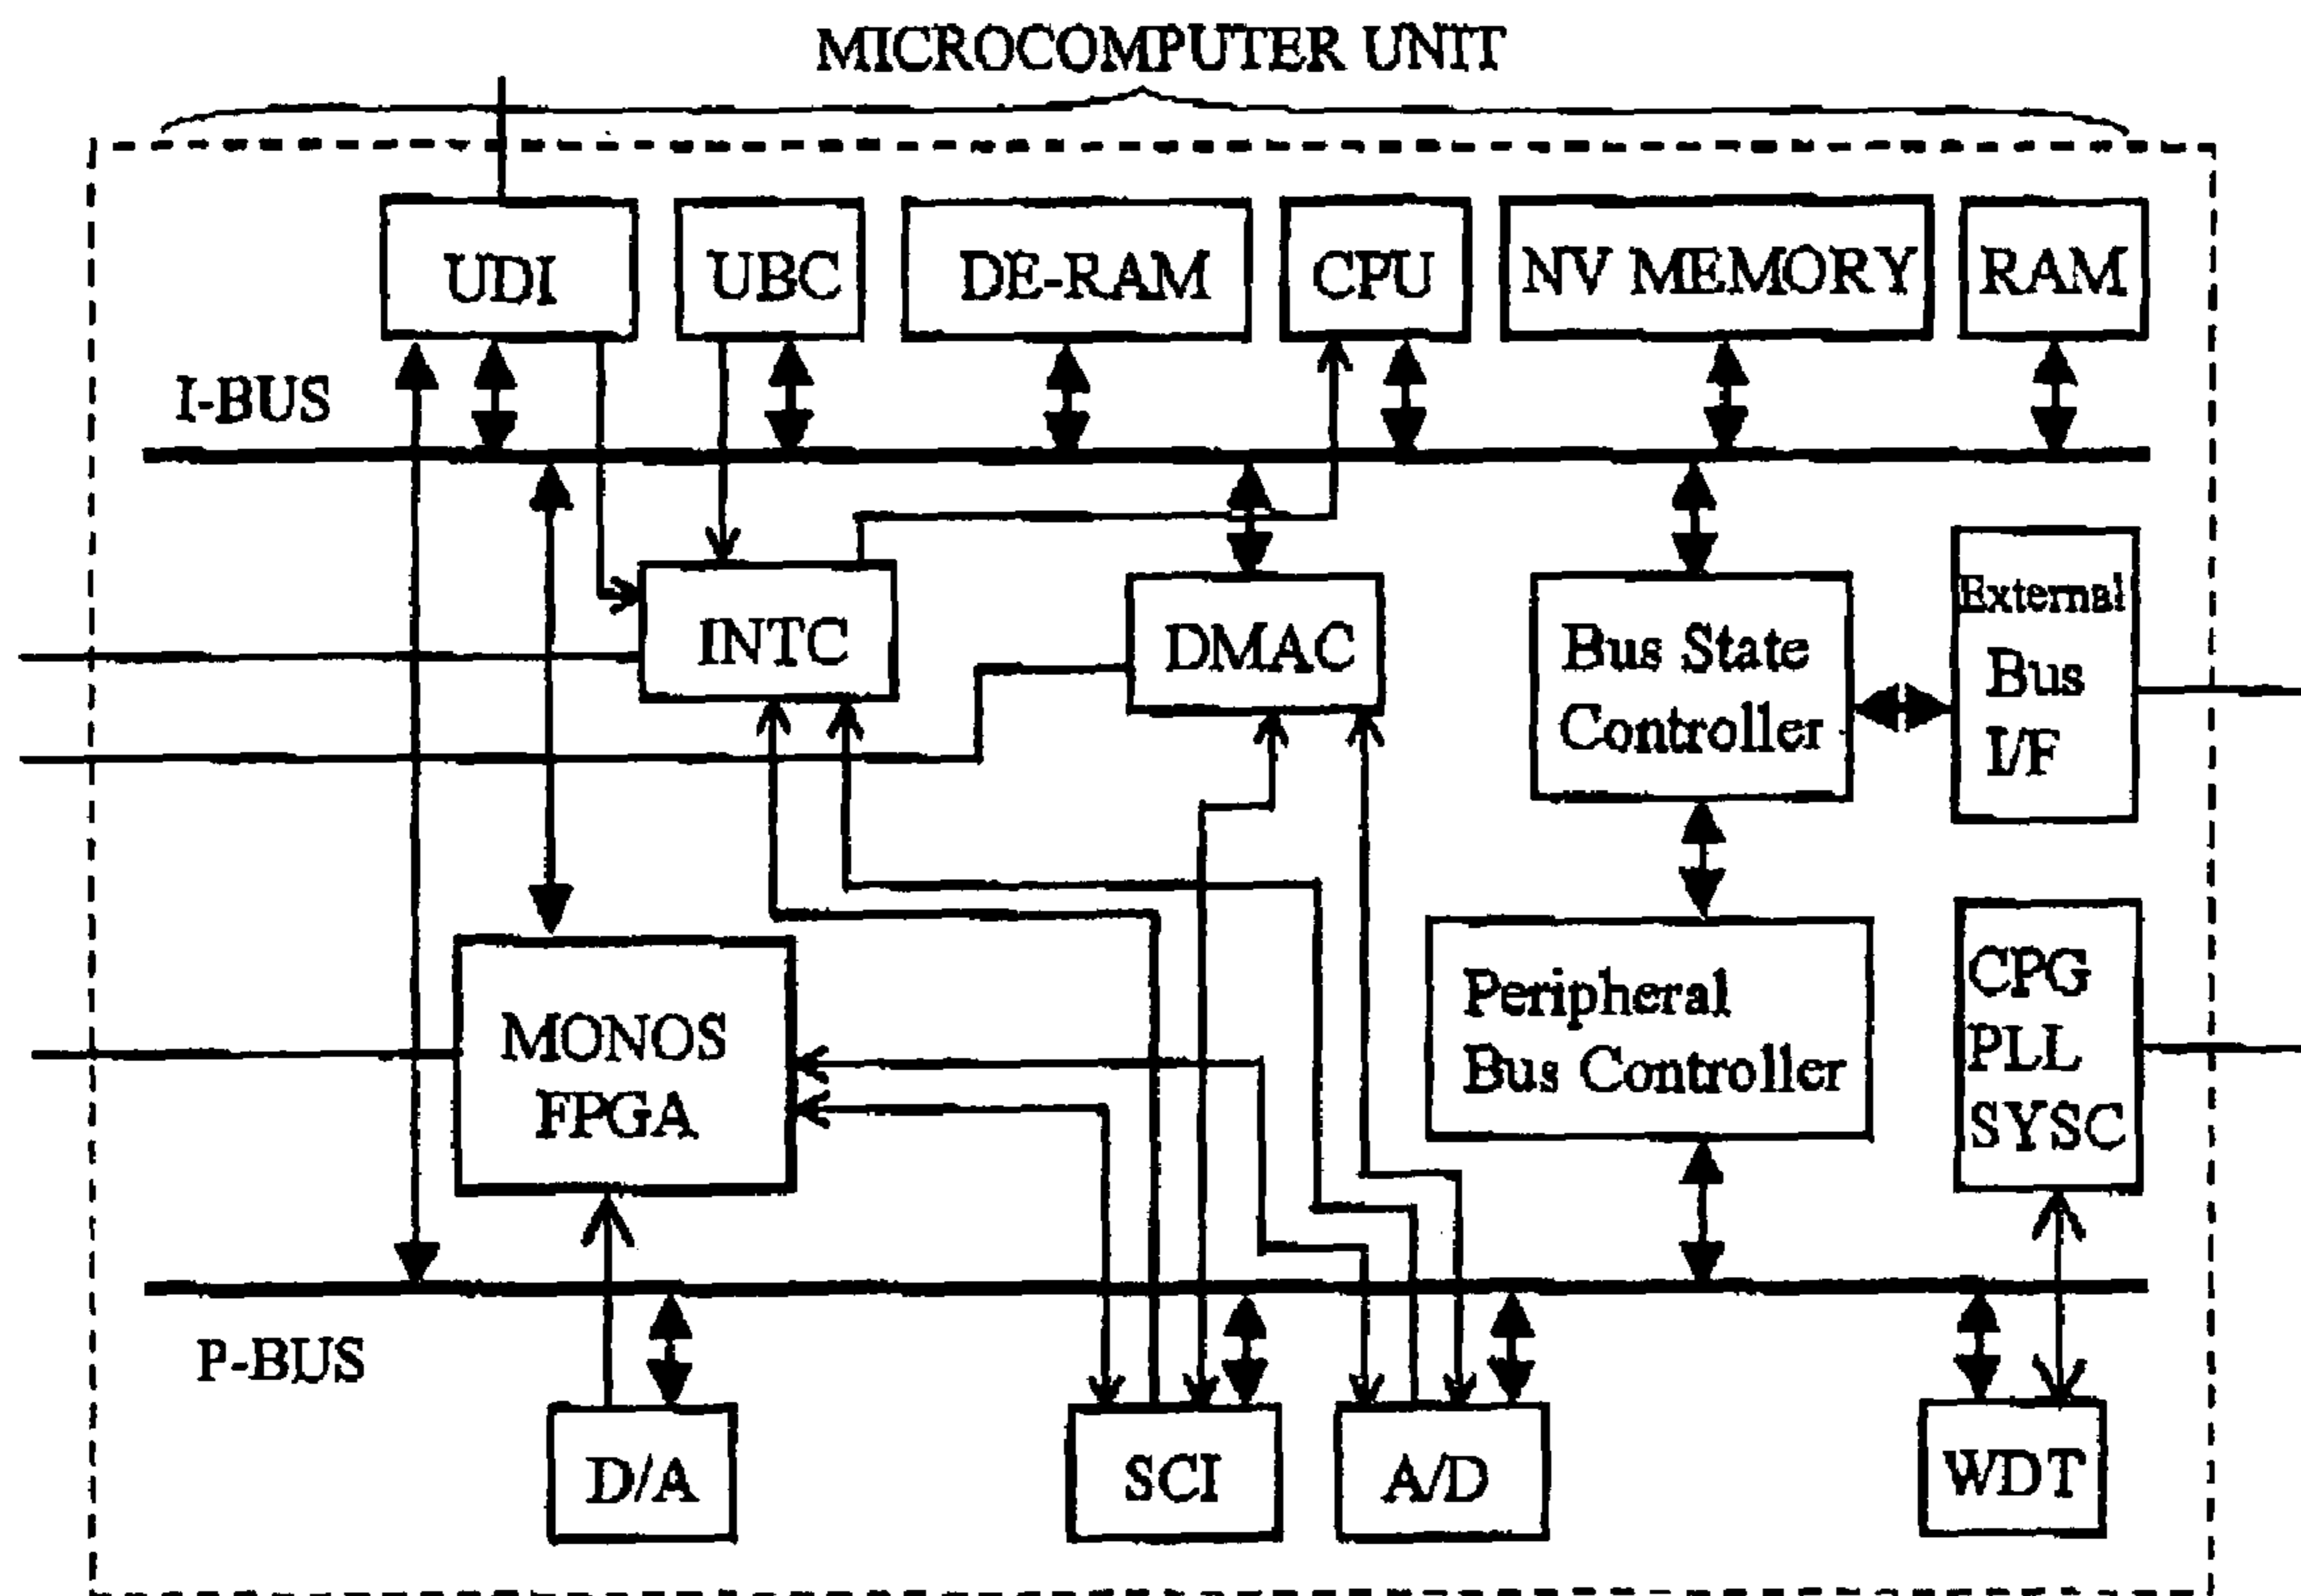 MICROCOMPUTER UNIT
UDI
UBC
DE-RAM
CPU
NV MEMORY
RAM
I-BUS
INTC
DMAC
Bus State
Controller
External
Bus
I/F
MONOS
FPGA
Peripheral
Bus Controller
CPG
PLL
SYSC
P-BUS
D/A
SCI
A/D
WDT